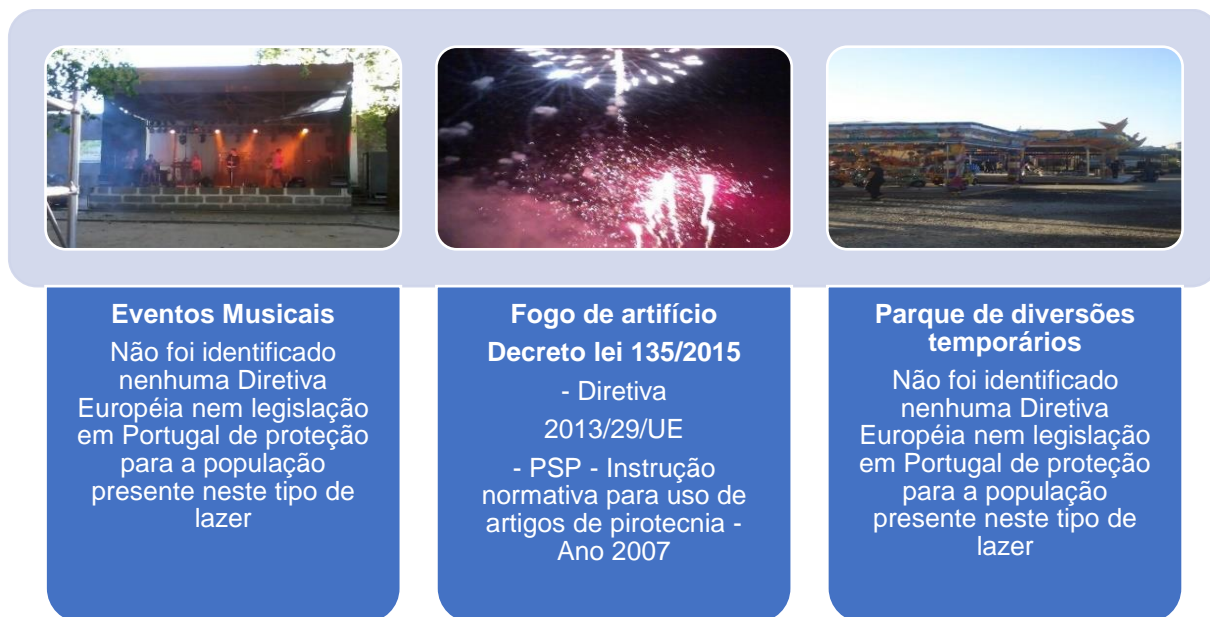 Eventos Musicais
Não foi identificado
nenhuma Diretiva
Européia nem legislação
em Portugal de proteção
para a população
presente neste tipo de
lazer
Fogo de artifício
Decreto lei 135/2015
- Diretiva
2013/29/UE
- PSP - Instrução
normativa para uso de
artigos de pirotecnia -
Ano 2007
Parque de diversões
temporários
Não foi identificado
nenhuma Diretiva
Européia nem legislação
em Portugal de proteção
para a população
presente neste tipo de
lazer